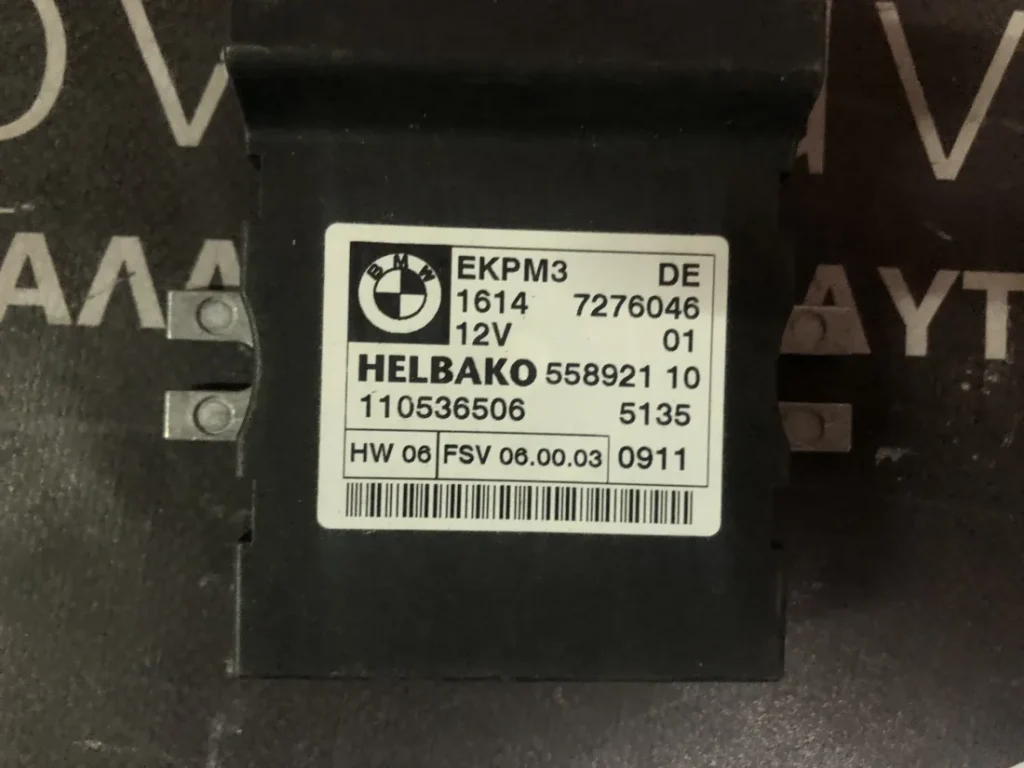 BMW
EKPM3 DE
1614 7276046
12V 01
HELBAKO 558921 10
110536506 5135
HW 06 FSV 06.00.03 0911